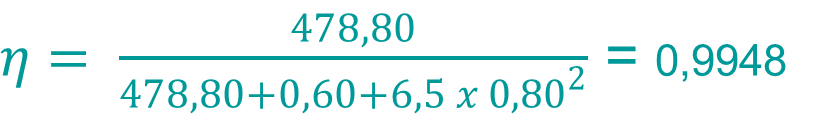 η = 478,80 / 478,80+0,60+6,5 x 0,80² = 0,9948